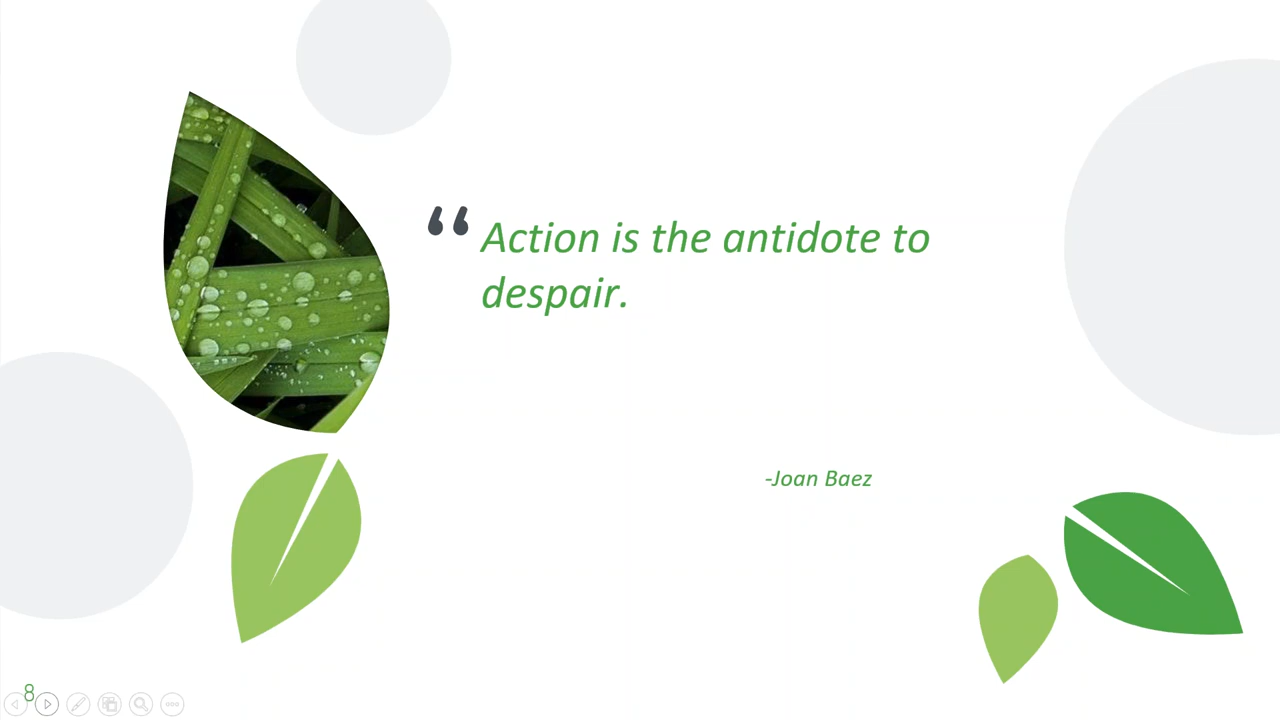 “ Action is the antidote to
despair.
-Joan Baez
8